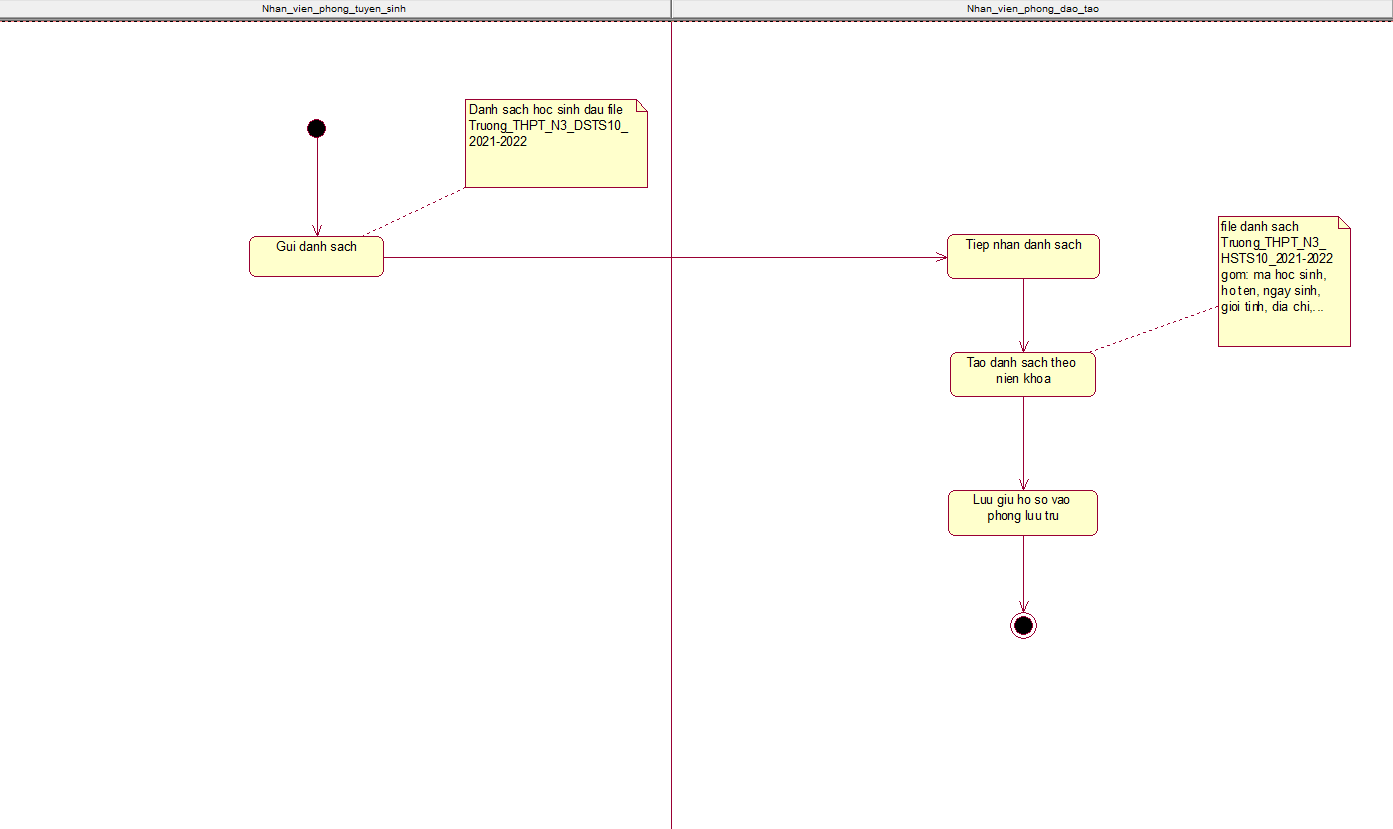 Nhan_vien_phong_tuyen_sinh
Nhan_vien_phong_dao_tao
Danh sach hoc sinh dau file
Truong_THPT_N3_DSTS10_
2021-2022
Gui danh sach
Tiep nhan danh sach
file danh sach
Truong_THPT_N3_
HSTS10_2021-2022
gom: ma hoc sinh,
ho ten, ngay sinh,
gioi tinh, dia chi,...
Tao danh sach theo
nien khoa
Luu giu ho so vao
phong luu tru